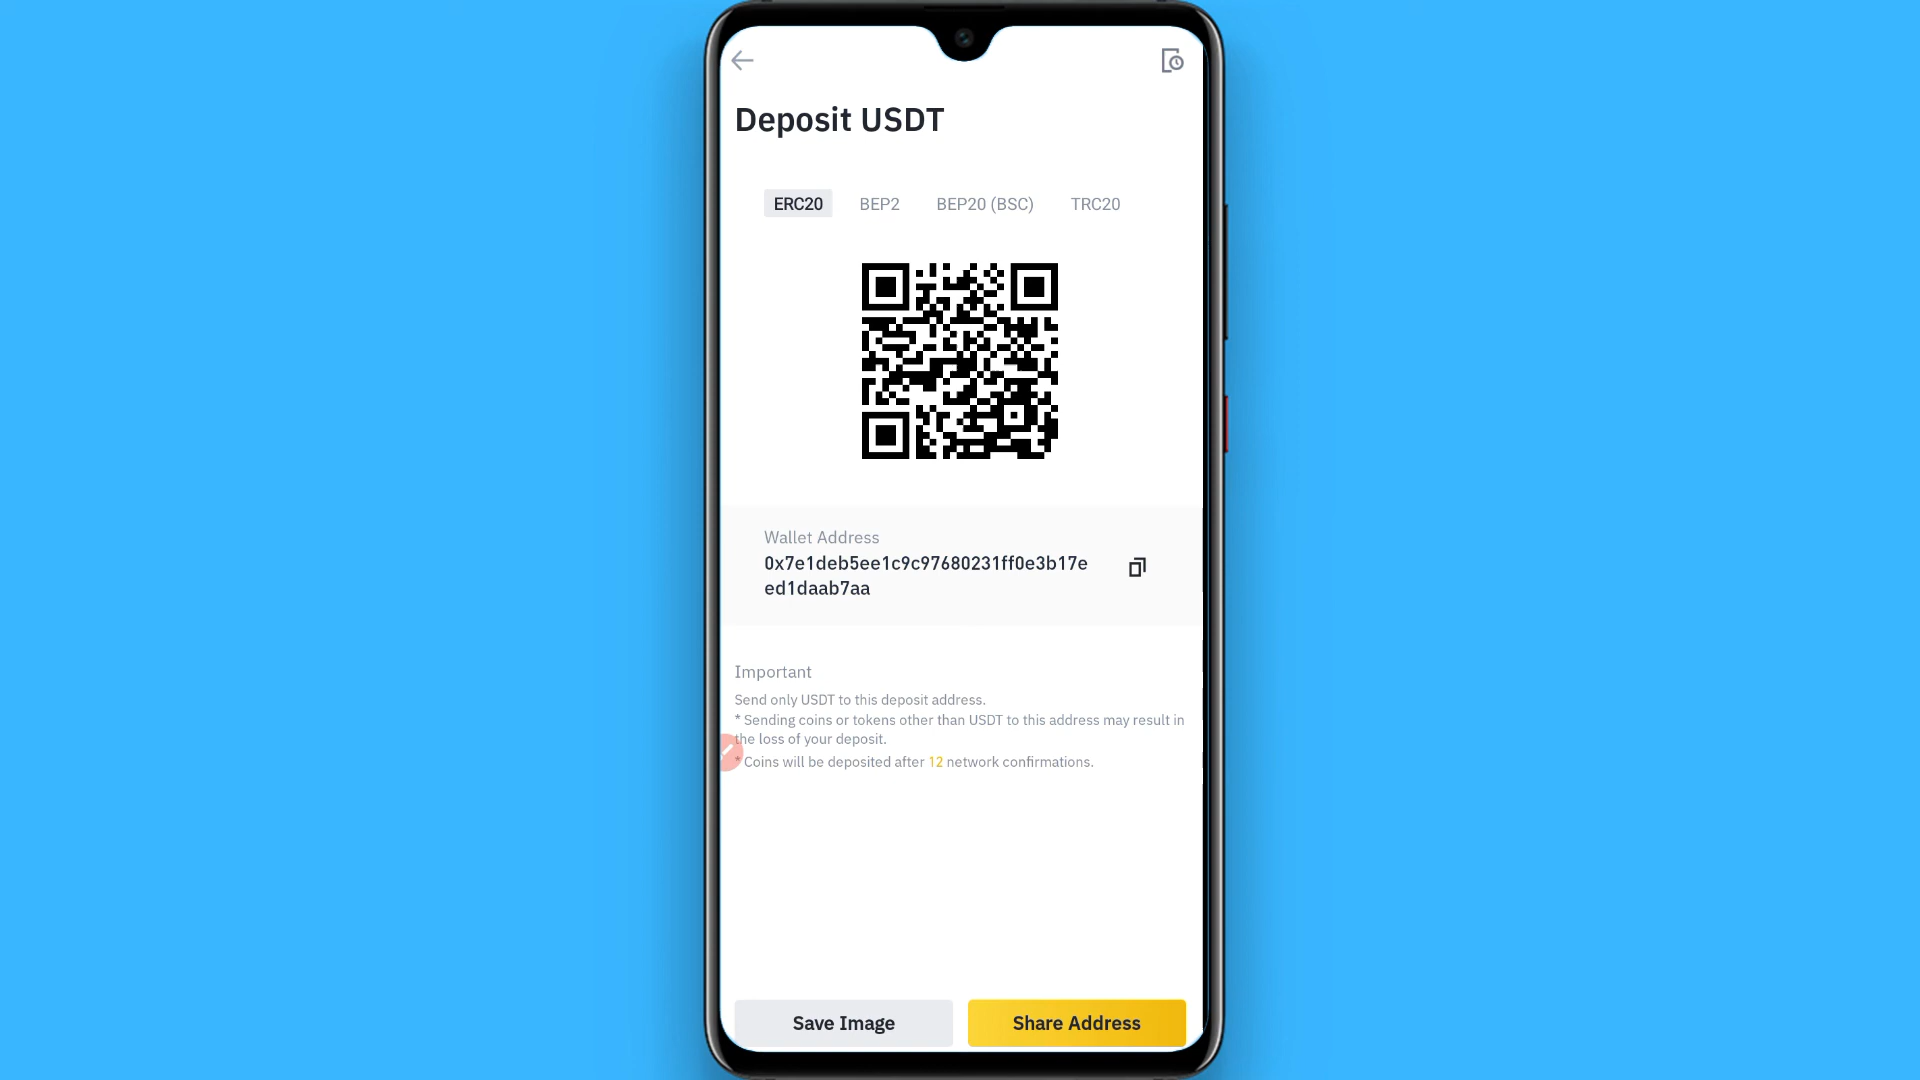 Deposit USDT
ERC20 BEP2 BEP20 (BSC) TRC20
Wallet Address
0x7e1deb5ee1c9c97680231ff0e3b17e
ed1daab7aa
Important
Send only USDT to this deposit address.
* Sending coins or tokens other than USDT to this address may result in
the loss of your deposit.
* Coins will be deposited after 12 network confirmations.
Save Image Share Address